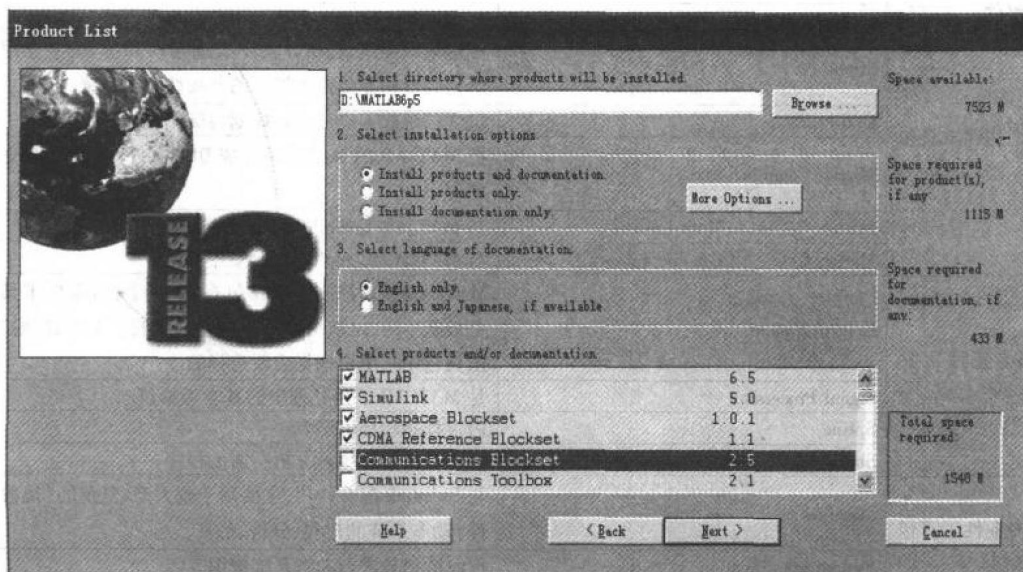 Product List
RELEASE 13
1. Select directory where products will be installed.
D:\MATLAB6p5
Browse ...
2. Select installation options
Install products and documentation.
Install products only.
Install documentation only.
More Options ...
3. Select language of documentation.
English only.
English and Japanese, if available
4. Select products and/or documentation
MATLAB 6.5
Simulink 5.0
Aerospace Blockset 1.0.1
CDMA Reference Blockset 1.1
Communications Blockset 2.5
Communications Toolbox 2.1
Space available:
7523 M
Space required
for product(s),
if any
1115 M
Space required
for
documentation, if
any:
433 M
Total space
required:
1548 M
Help
< Back
Next >
Cancel